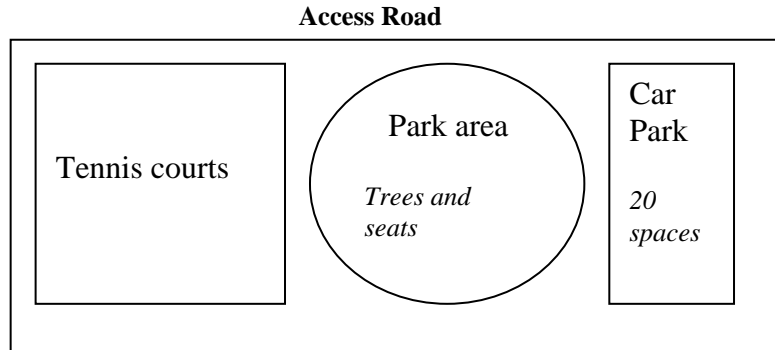 Access Road
Tennis courts
Park area
Trees and
seats
Car
Park
20
spaces